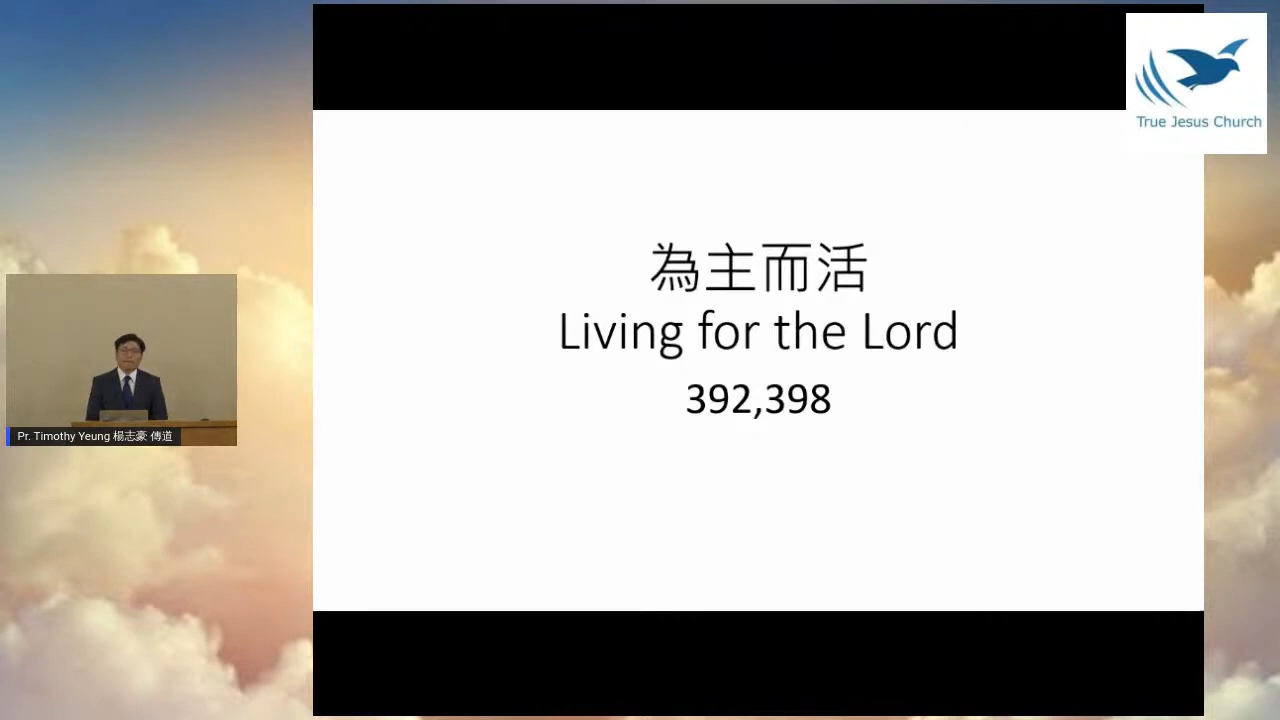 True Jesus Church
為主而活
Living for the Lord
392,398
Pr. Timothy Yeung 楊志豪 傳道